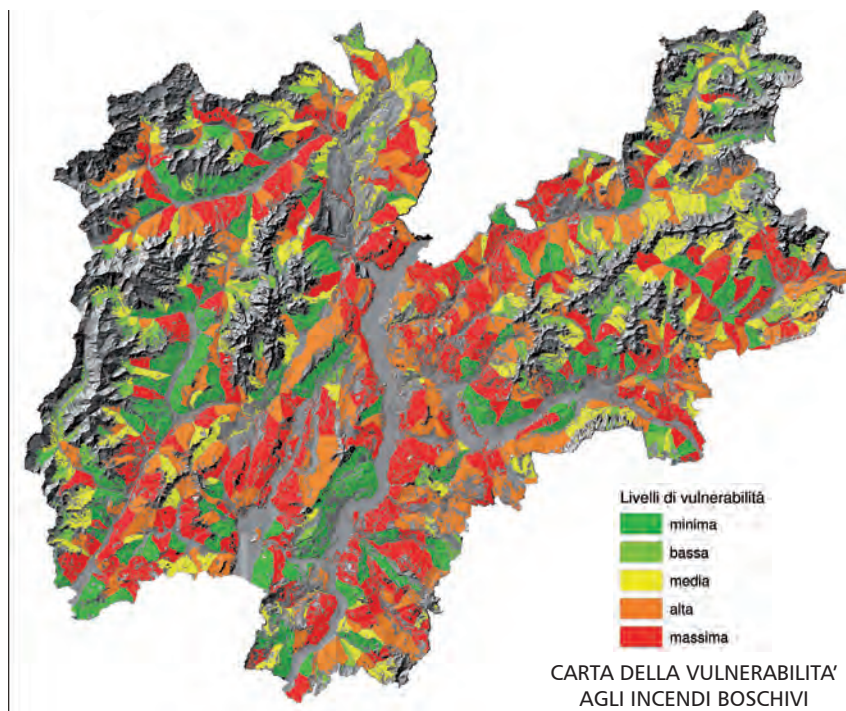 Livelli di vulnerabilità
minima
bassa
media
alta
massima
CARTA DELLA VULNERABILITA'
AGLI INCENDI BOSCHIVI